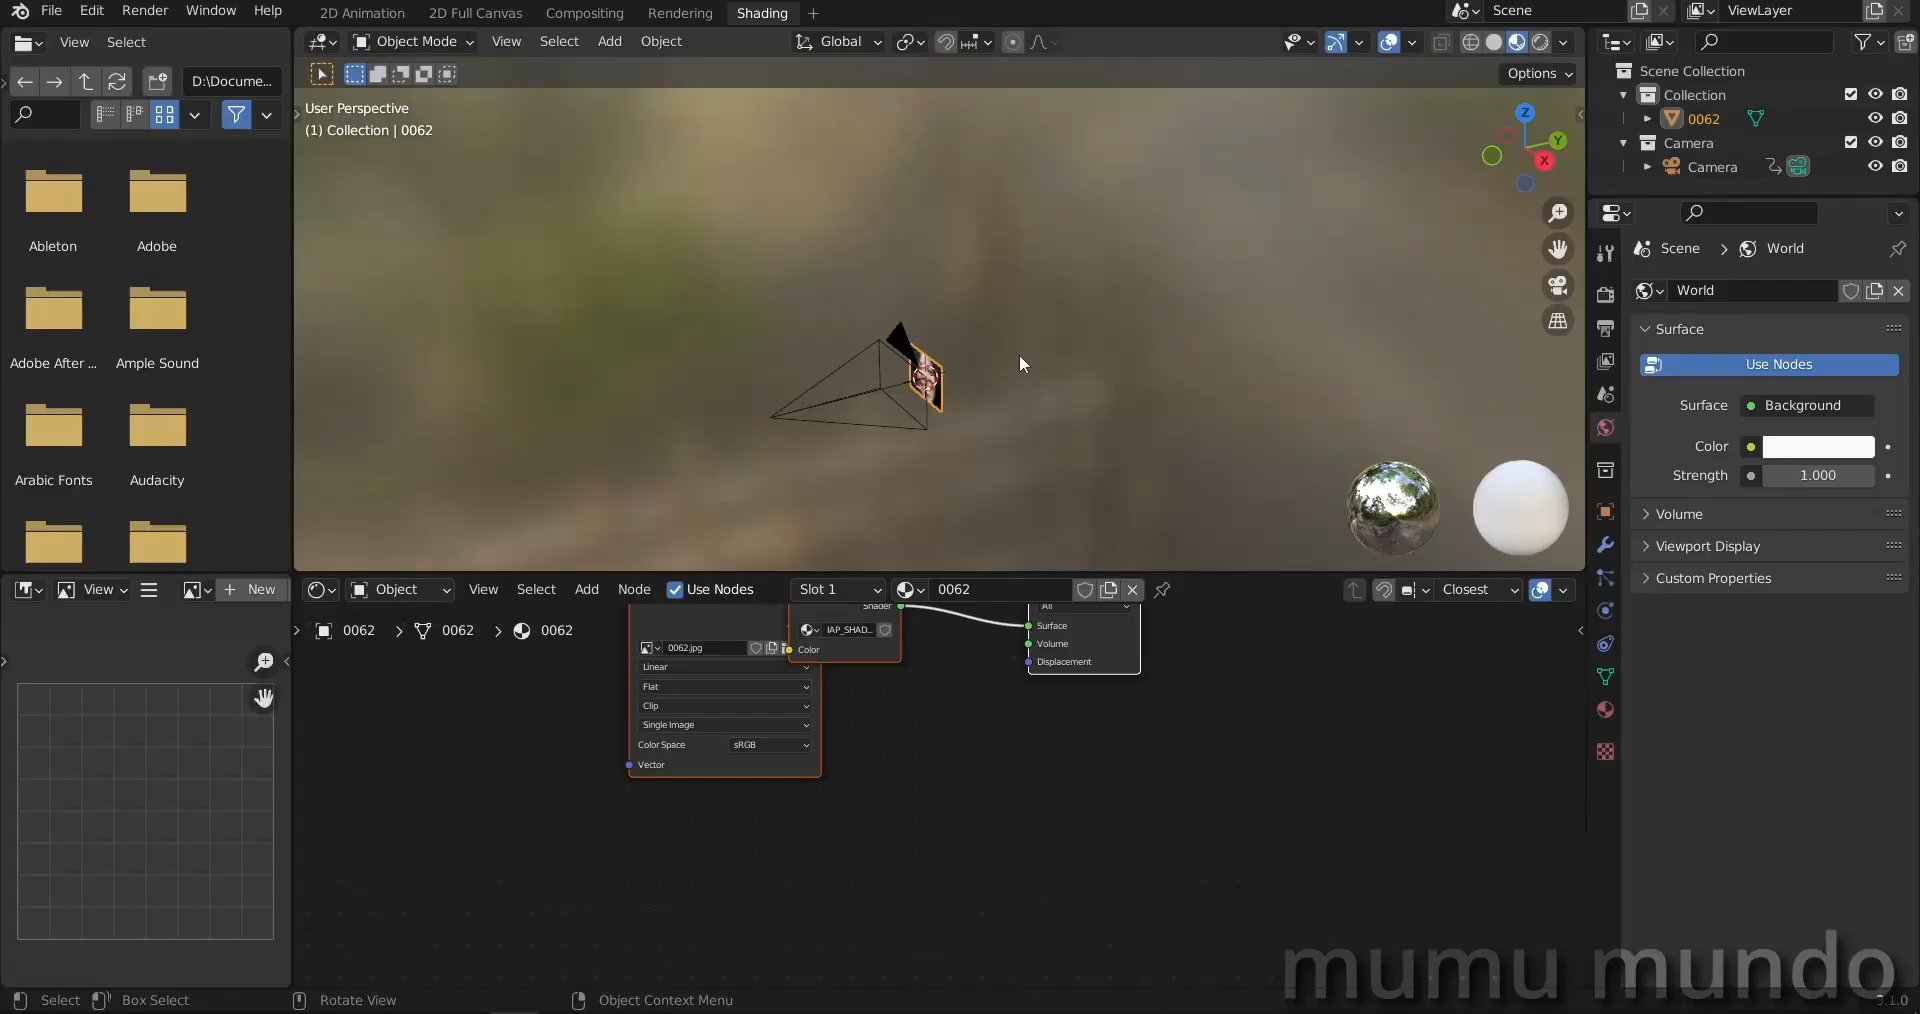 File Edit Render Window Help 2D Animation 2D Full Canvas Compositing Rendering Shading + Scene ViewLayer
View Select
Object Mode View Select Add Object Global
D:\Docume...
Options
User Perspective
(1) Collection | 0062
Z
Y
X
Scene Collection
Collection
0062
Camera
Camera
Ableton Adobe
Adobe After ... Ample Sound
Arabic Fonts Audacity
Scene > World
World
Surface
Use Nodes
Surface Background
Color
Strength 1.000
Volume
Viewport Display
Custom Properties
View + New
Object View Select Add Node Use Nodes Slot 1 0062 Closest
0062 > 0062 > 0062
0062.jpg
Linear
Flat
Clip
Single Image
Color Space sRGB
Vector
Shader
IAP_SHAD...
Color
All
Surface
Volume
Displacement
mumu mundo
Select Box Select Rotate View Object Context Menu 3.1.0